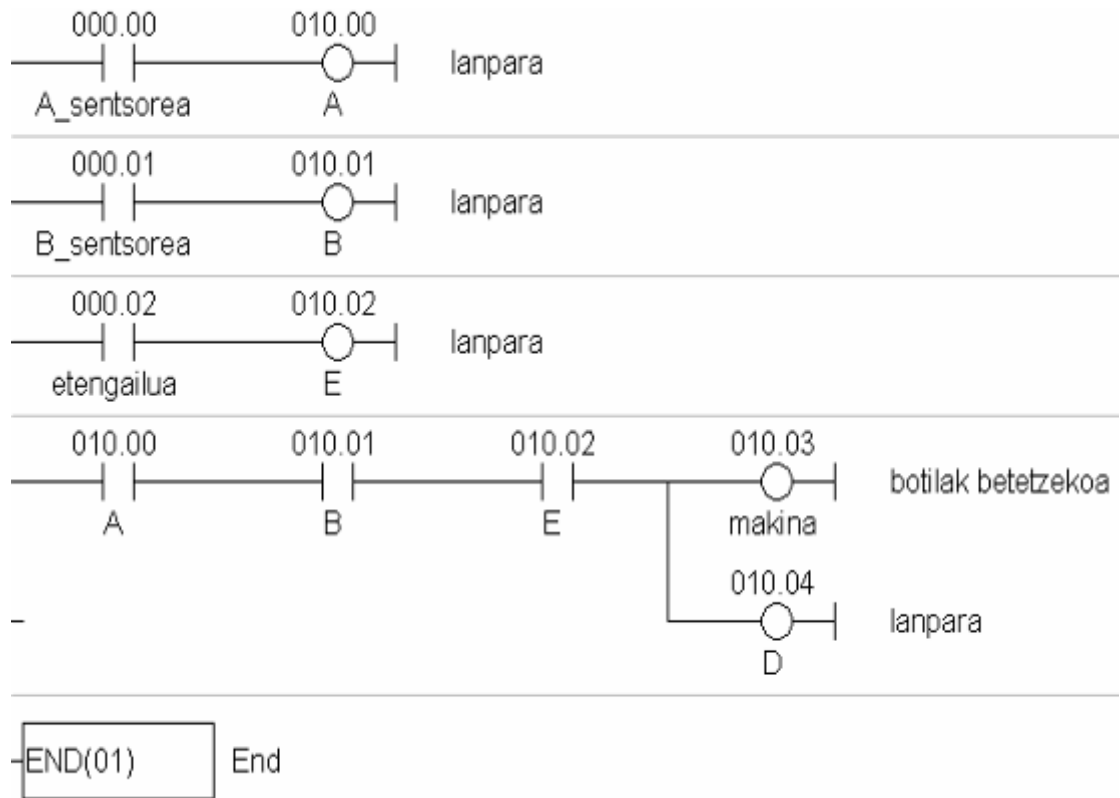 000.00 010.00
lanpara
A_sentsorea A
000.01 010.01
lanpara
B_sentsorea B
000.02 010.02
lanpara
etengailua E
010.00 010.01 010.02 010.03
botilak betetzekoa
A B E makina
010.04
lanpara
D
END(01) End